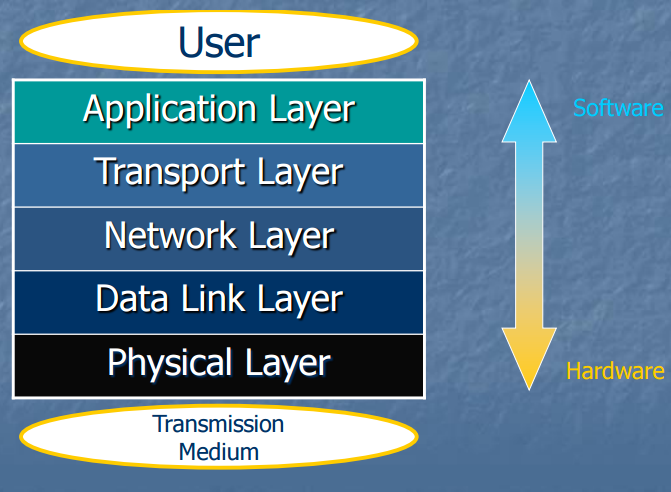 User
Application Layer
Software
Transport Layer
Network Layer
Data Link Layer
Physical Layer
Hardware
Transmission
Medium